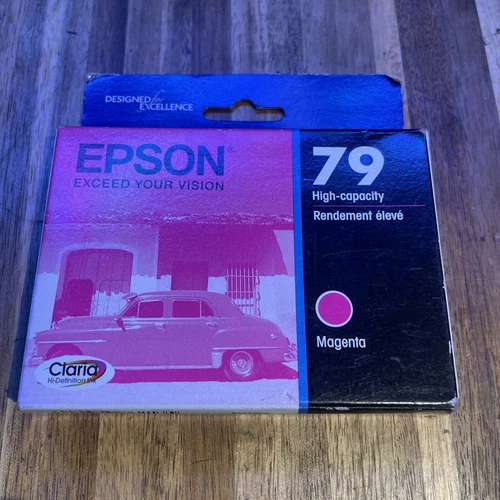 DESIGNED for
EXCELLENCE
EPSON®
EXCEED YOUR VISION
79
High-capacity
Rendement élevé
Magenta
Claria
Hi-Definition Ink